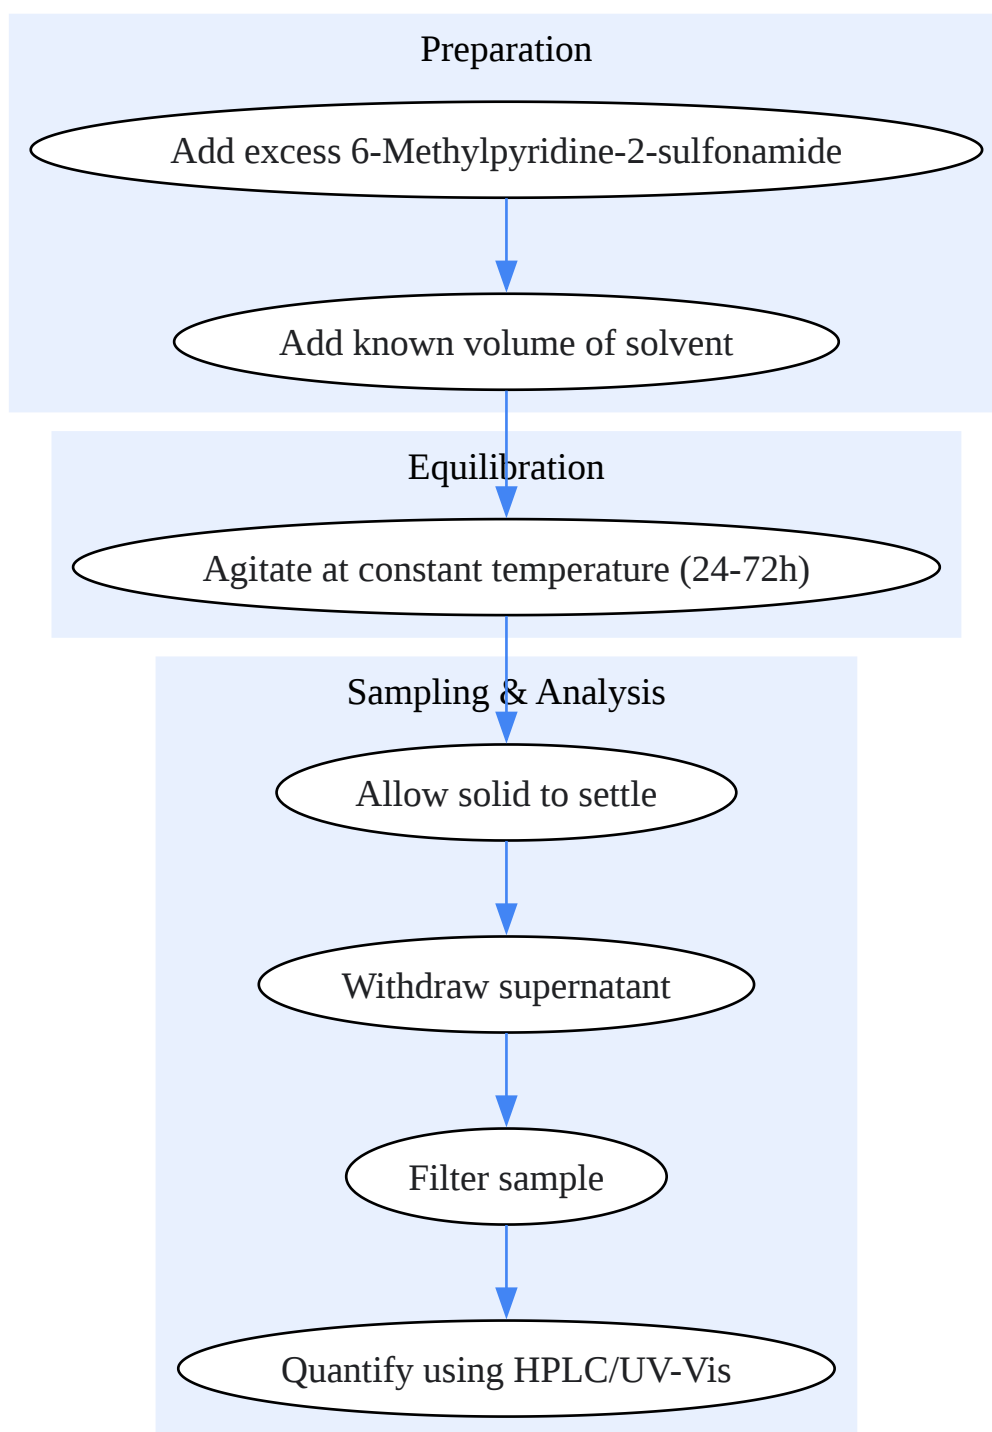 Preparation
Add excess 6-Methylpyridine-2-sulfonamide
Add known volume of solvent
Equilibration
Agitate at constant temperature (24-72h)
Sampling & Analysis
Allow solid to settle
Withdraw supernatant
Filter sample
Quantify using HPLC/UV-Vis